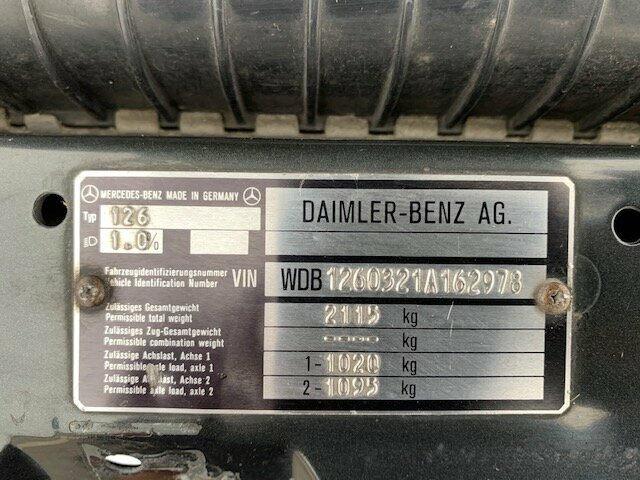 MERCEDES-BENZ MADE IN GERMANY
DAIMLER-BENZ AG.
Typ 126
1.0%
Fahrzeugidentifizierungsnummer
Vehicle Identification Number
VIN WDB 1260321A162978
Zulässiges Gesamtgewicht
Permissible total weight
2115 kg
Zulässiges Zug-Gesamtgewicht
Permissible combination weight
kg
Zulässige Achslast, Achse 1
Permissible axle load, axle 1
1-1020 kg
Zulässige Achslast, Achse 2
Permissible axle load, axle 2
2-1095 kg